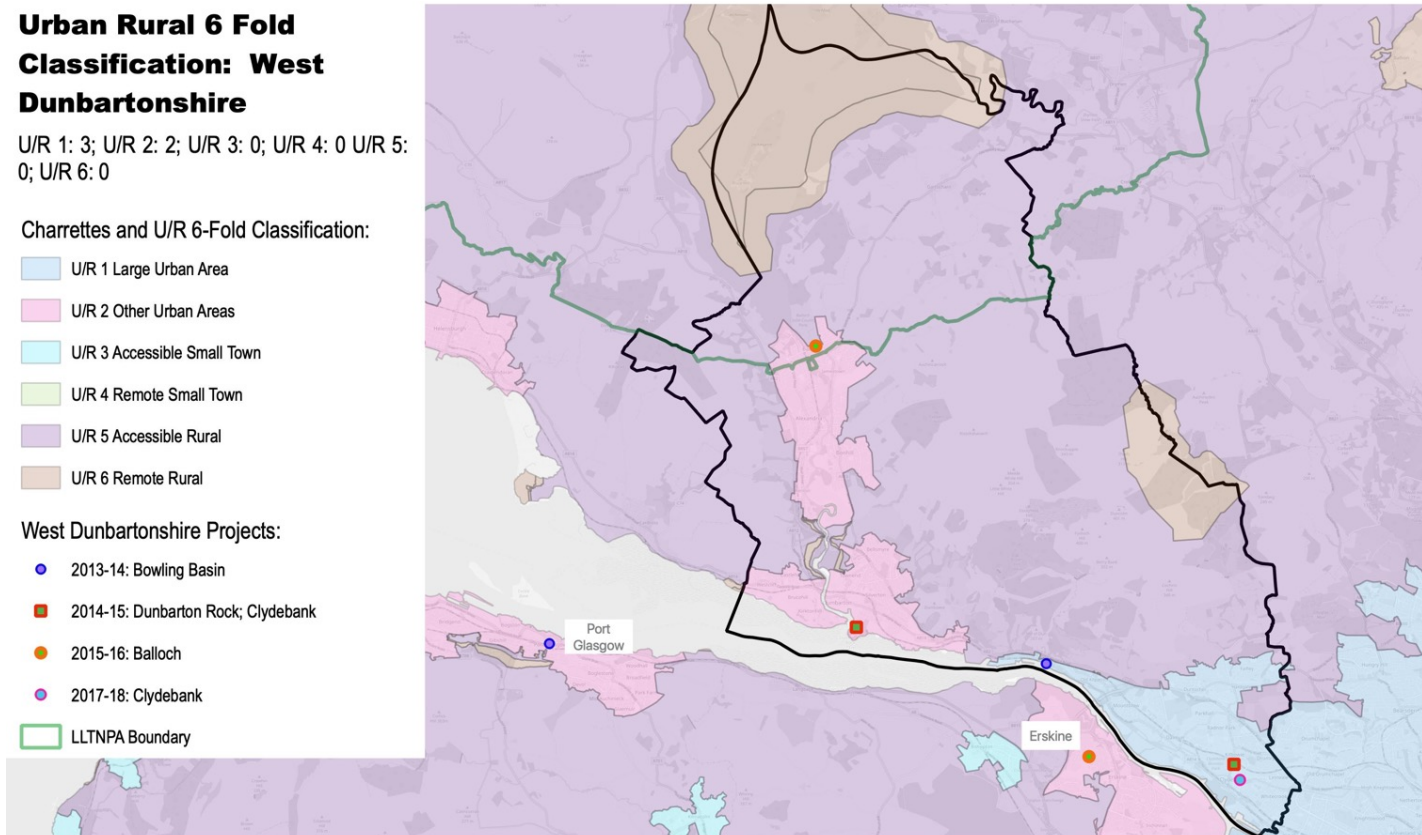 Urban Rural 6 Fold
Classification: West
Dunbartonshire
U/R 1: 3; U/R 2: 2; U/R 3: 0; U/R 4: 0 U/R 5:
0; U/R 6: 0
Charrettes and U/R 6-Fold Classification:
U/R 1 Large Urban Area
U/R 2 Other Urban Areas
U/R 3 Accessible Small Town
U/R 4 Remote Small Town
U/R 5 Accessible Rural
U/R 6 Remote Rural
West Dunbartonshire Projects:
2013-14: Bowling Basin
2014-15: Dunbarton Rock; Clydebank
2015-16: Balloch
2017-18: Clydebank
LLTNPA Boundary
Port
Glasgow
Erskine